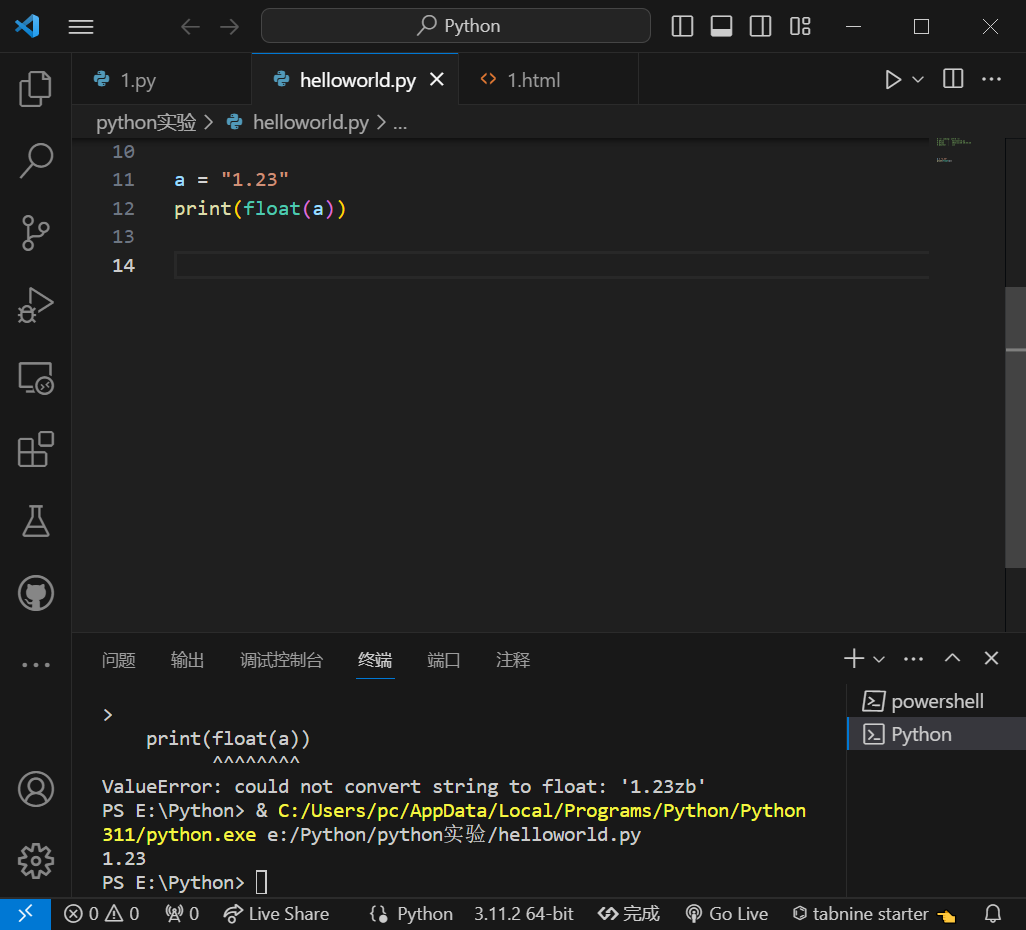 Python
1.py
helloworld.py
1.html
python实验 > helloworld.py > ...
10
11 a = "1.23"
12 print(float(a))
13
14
问题 输出 调试控制台 终端 端口 注释
>
print(float(a))
^^^^^^^^
ValueError: could not convert string to float: '1.23zb'
PS E:\Python> & C:/Users/pc/AppData/Local/Programs/Python/Python
311/python.exe e:/Python/python实验/helloworld.py
1.23
PS E:\Python>
powershell
Python
0 0 0 Live Share Python 3.11.2 64-bit 完成 Go Live tabnine starter